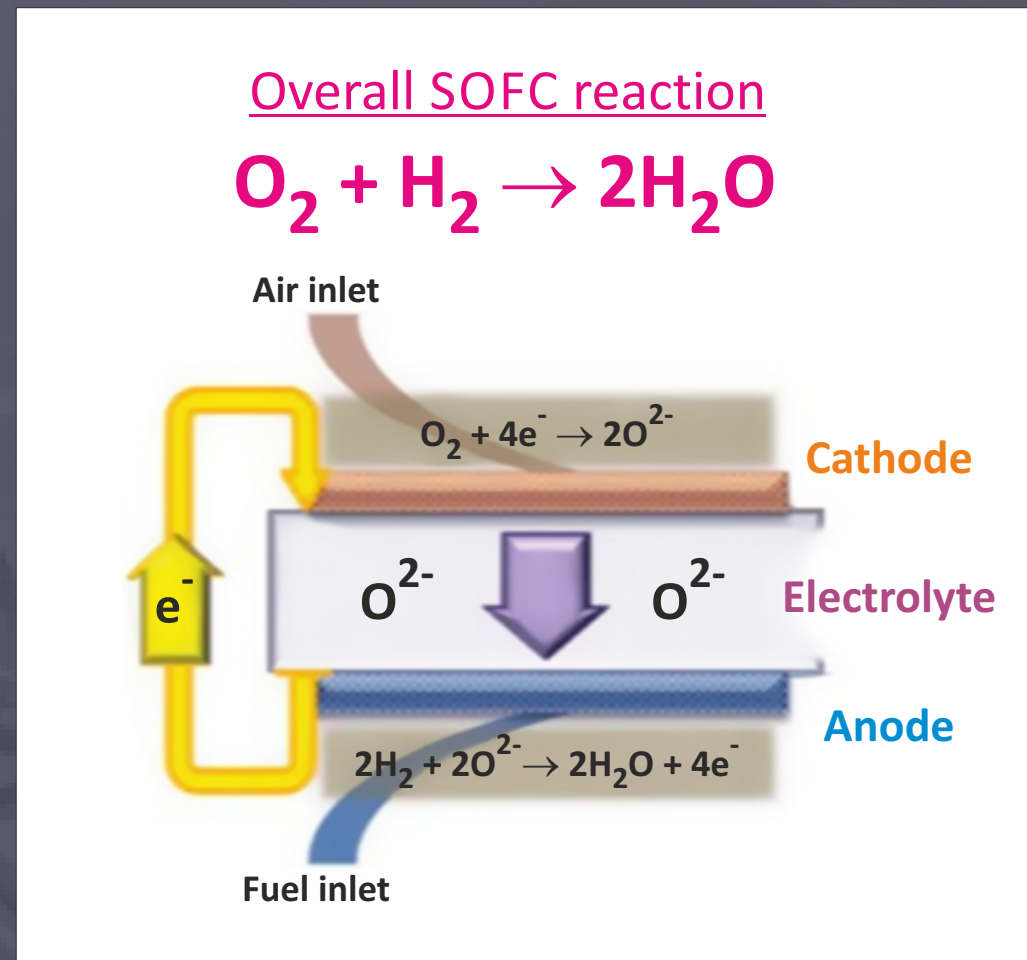 Overall SOFC reaction
O₂ + H₂ → 2H₂O
Air inlet
O₂ + 4e⁻ → 2O²⁻
Cathode
e⁻
O²⁻
O²⁻
Electrolyte
Anode
2H₂ + 2O²⁻ → 2H₂O + 4e⁻
Fuel inlet